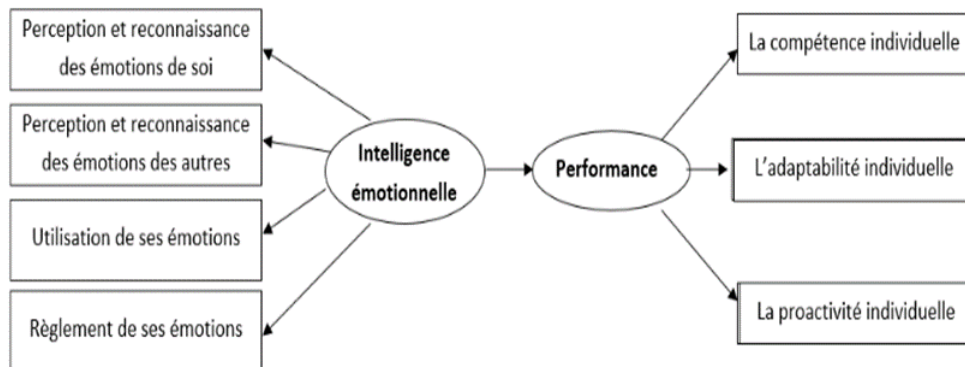 Perception et reconnaissance
des émotions de soi
Perception et reconnaissance
des émotions des autres
Utilisation de ses émotions
Règlement de ses émotions
Intelligence
émotionnelle
Performance
La compétence individuelle
L'adaptabilité individuelle
La proactivité individuelle